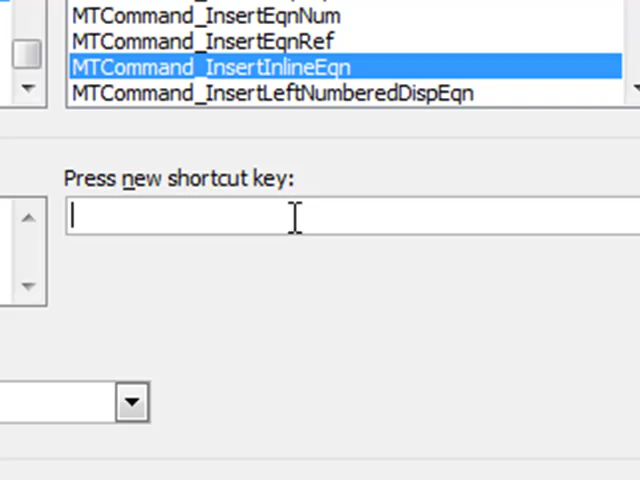 MTCommand_InsertEqnNum
MTCommand_InsertEqnRef
MTCommand_InsertInlineEqn
MTCommand_InsertLeftNumberedDispEqn
Press new shortcut key: